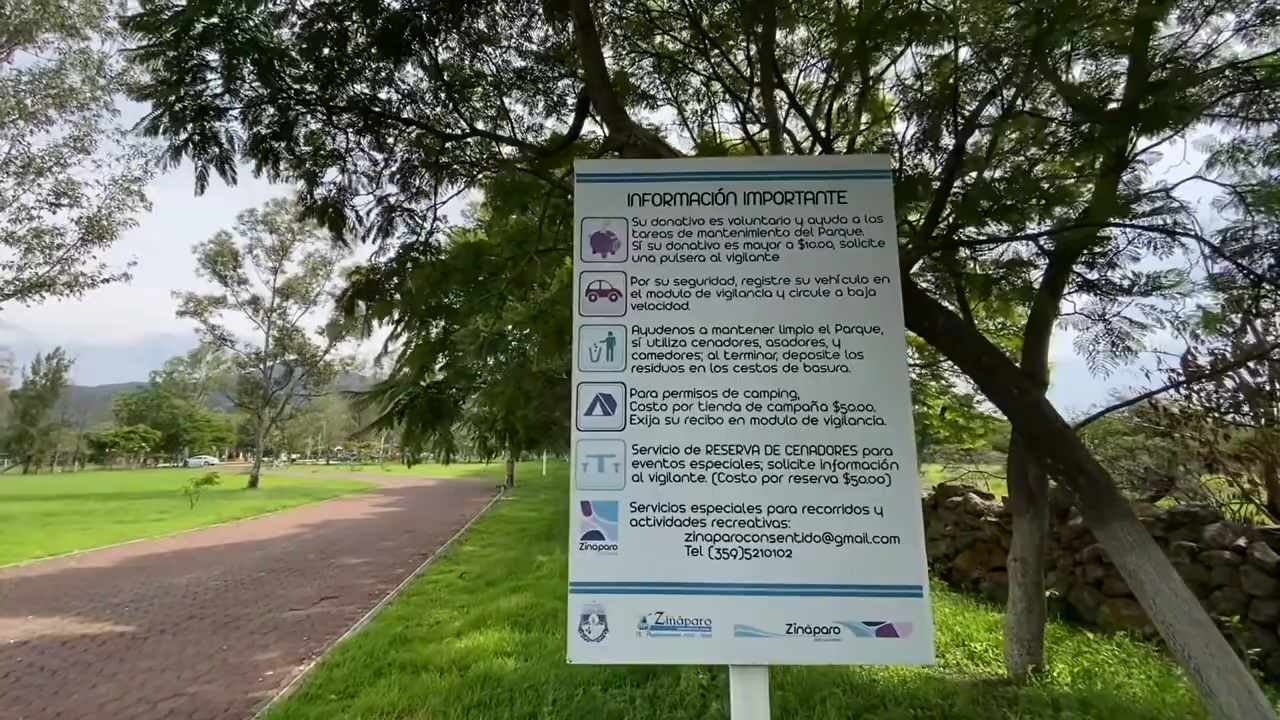 INFORMACIÓN IMPORTANTE
Su donativo es voluntario y ayuda a las
tareas de mantenimiento del Parque.
Sí su donativo es mayor a $10.00, solicite
una pulsera al vigilante
Por su seguridad, registre su vehículo en
el modulo de vigilancia y circule a baja
velocidad.
Ayudenos a mantener limpio el Parque,
sí utiliza cenadores, asadores, y
comedores; al terminar, deposite los
residuos en los cestos de basura.
Para permisos de camping,
Costo por tienda de campaña $50.00.
Exija su recibo en modulo de vigilancia.
Servicio de RESERVA DE CENADORES para
eventos especiales; solicite información
al vigilante. (Costo por reserva $50.00)
Servicios especiales para recorridos y
actividades recreativas:
zinaparoconsentido@gmail.com
Tel (359)5210102
Zináparo
Zináparo
Zináparo